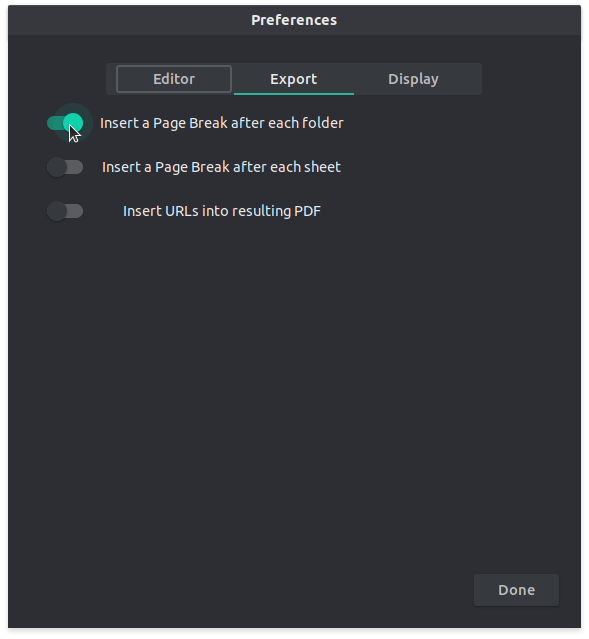 Preferences
Editor Export Display
Insert a Page Break after each folder
Insert a Page Break after each sheet
Insert URLs into resulting PDF
Done